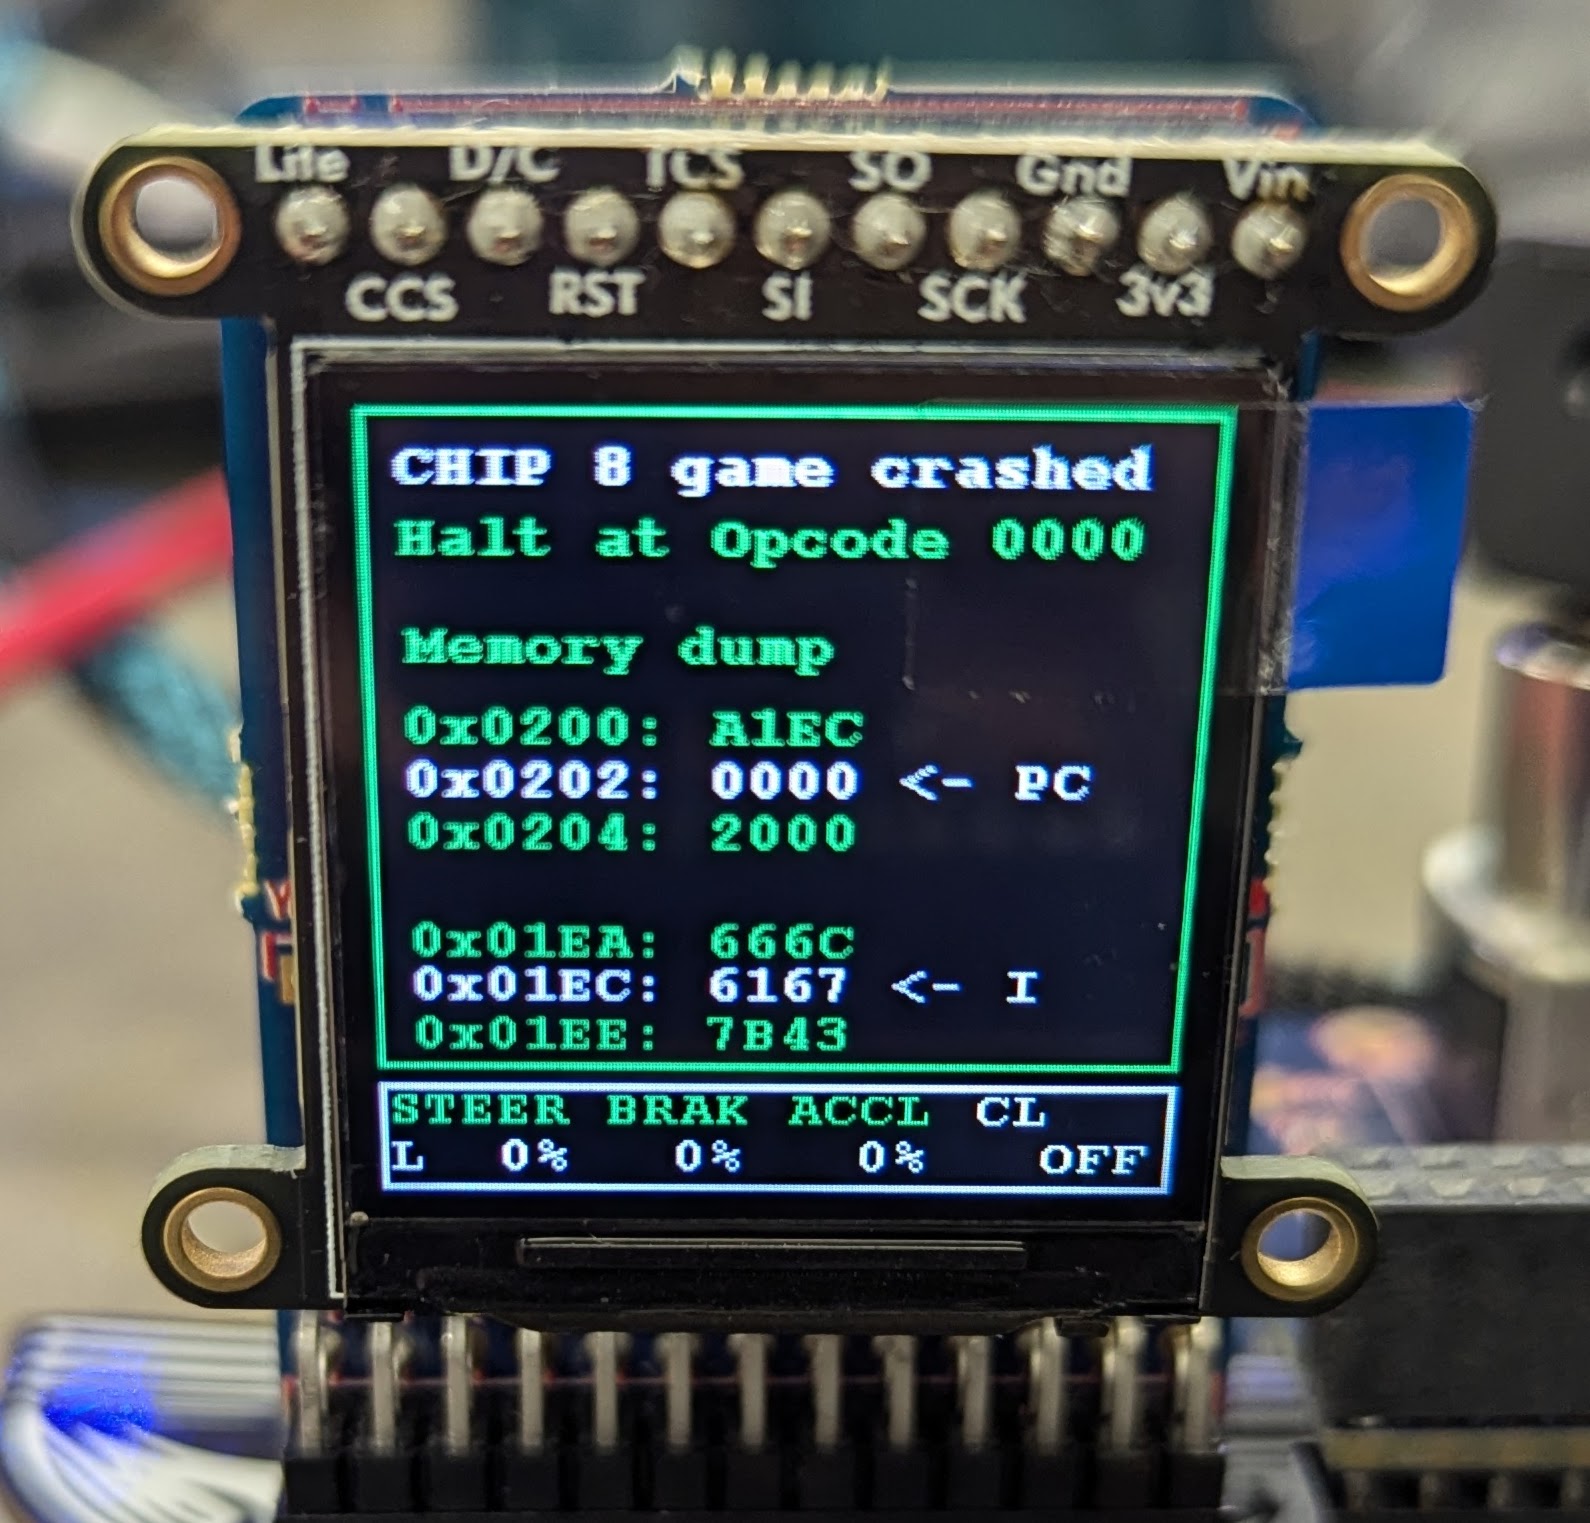 Lite D/C TCS SO Gnd Vin
CCS RST SI SCK 3v3
CHIP 8 game crashed
Halt at Opcode 0000
Memory dump
0x0200: A1EC
0x0202: 0000 <- PC
0x0204: 2000
0x01EA: 666C
0x01EC: 6167 <- I
0x01EE: 7B43
STEER BRAK ACCL CL
L 0% 0% 0% OFF